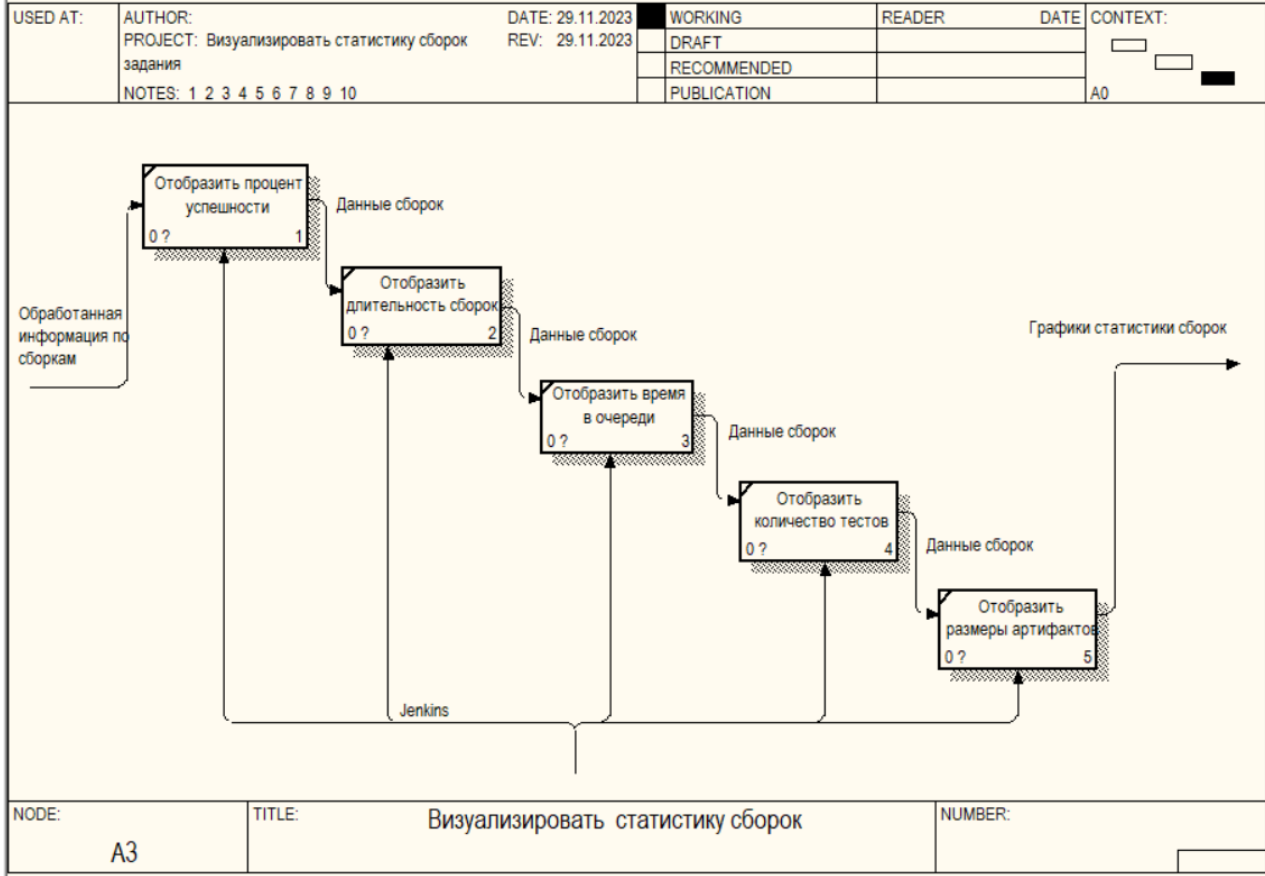 USED AT:
AUTHOR:
DATE: 29.11.2023
WORKING
READER
DATE
CONTEXT:
PROJECT: Визуализировать статистику сборок
REV: 29.11.2023
DRAFT
задания
RECOMMENDED
NOTES: 1 2 3 4 5 6 7 8 9 10
PUBLICATION
A0
Отобразить процент
успешности
0 ?
1
Данные сборок
Отобразить
длительность сборок
0 ?
2
Данные сборок
Обработанная
информация по
сборкам
Графики статистики сборок
Отобразить время
в очереди
0 ?
3
Данные сборок
Отобразить
количество тестов
0 ?
4
Данные сборок
Отобразить
размеры артифактов
0 ?
5
Jenkins
NODE:
A3
TITLE:
Визуализировать статистику сборок
NUMBER: